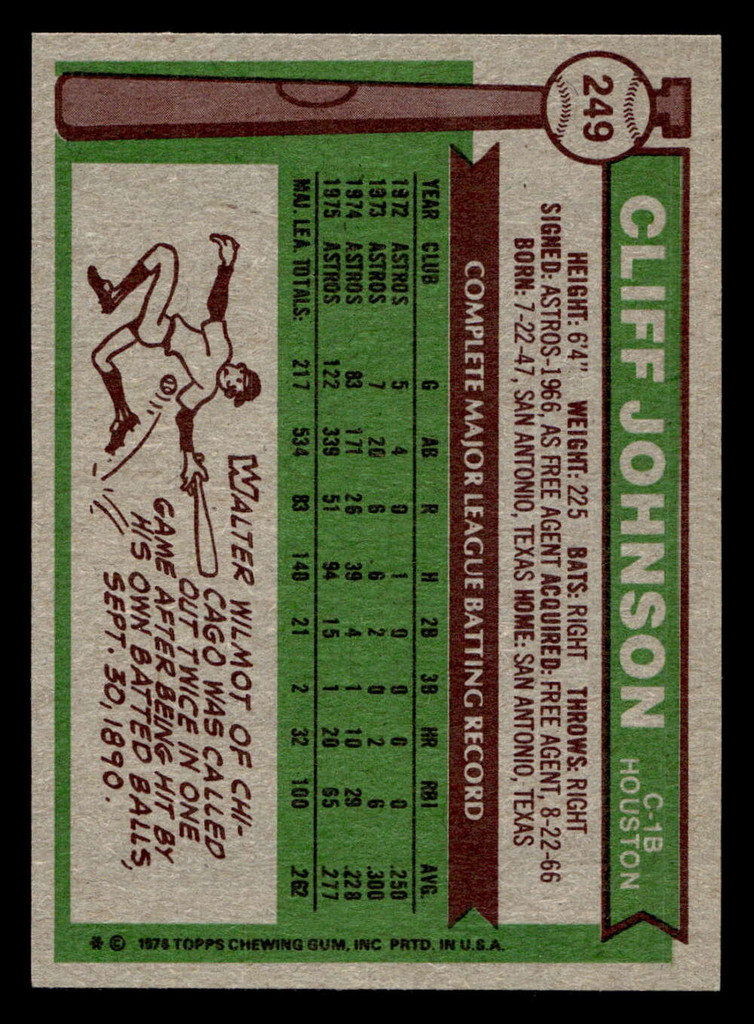 249
CLIFF JOHNSON
C-1B
HOUSTON
HEIGHT: 6'4" WEIGHT: 225 BATS: RIGHT THROWS: RIGHT
SIGNED: ASTROS-1966, AS FREE AGENT ACQUIRED: FREE AGENT, 8-22-66
BORN: 7-22-47, SAN ANTONIO, TEXAS HOME: SAN ANTONIO, TEXAS
COMPLETE MAJOR LEAGUE BATTING RECORD
YEAR CLUB G AB R H 2B 3B HR RBI AVG.
1972 ASTROS 5 4 0 1 0 0 0 0 .250
1973 ASTROS 7 20 6 6 2 0 2 6 .300
1974 ASTROS 83 171 26 39 4 1 10 29 .228
1975 ASTROS 122 339 51 94 15 1 20 65 .277
MAJ. LEA. TOTALS: 217 534 83 140 21 2 32 100 .262
WALTER WILMOT OF CHI-
CAGO WAS CALLED
OUT TWICE IN ONE
GAME AFTER BEING HIT BY
HIS OWN BATTED BALLS,
SEPT. 30, 1890.
* © 1976 TOPPS CHEWING GUM, INC PRTD. IN U.S.A.